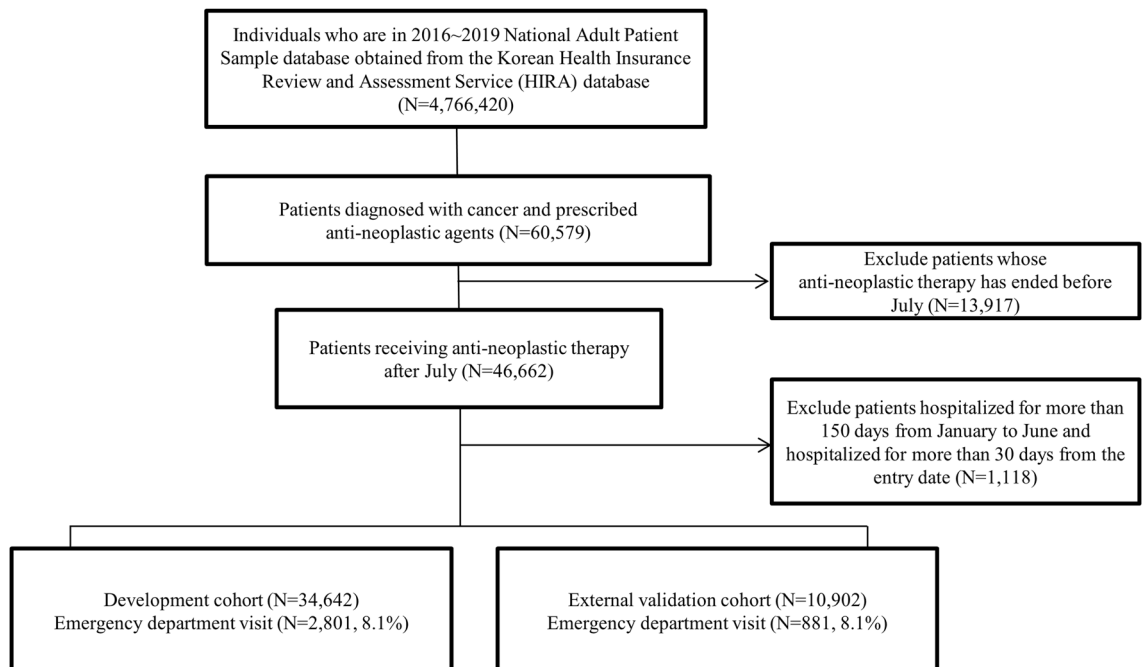 Individuals who are in 2016~2019 National Adult Patient
Sample database obtained from the Korean Health Insurance
Review and Assessment Service (HIRA) database
(N=4,766,420)
Patients diagnosed with cancer and prescribed
anti-neoplastic agents (N=60,579)
Exclude patients whose
anti-neoplastic therapy has ended before
July (N=13,917)
Patients receiving anti-neoplastic therapy
after July (N=46,662)
Exclude patients hospitalized for more than
150 days from January to June and
hospitalized for more than 30 days from the
entry date (N=1,118)
Development cohort (N=34,642)
Emergency department visit (N=2,801, 8.1%)
External validation cohort (N=10,902)
Emergency department visit (N=881, 8.1%)